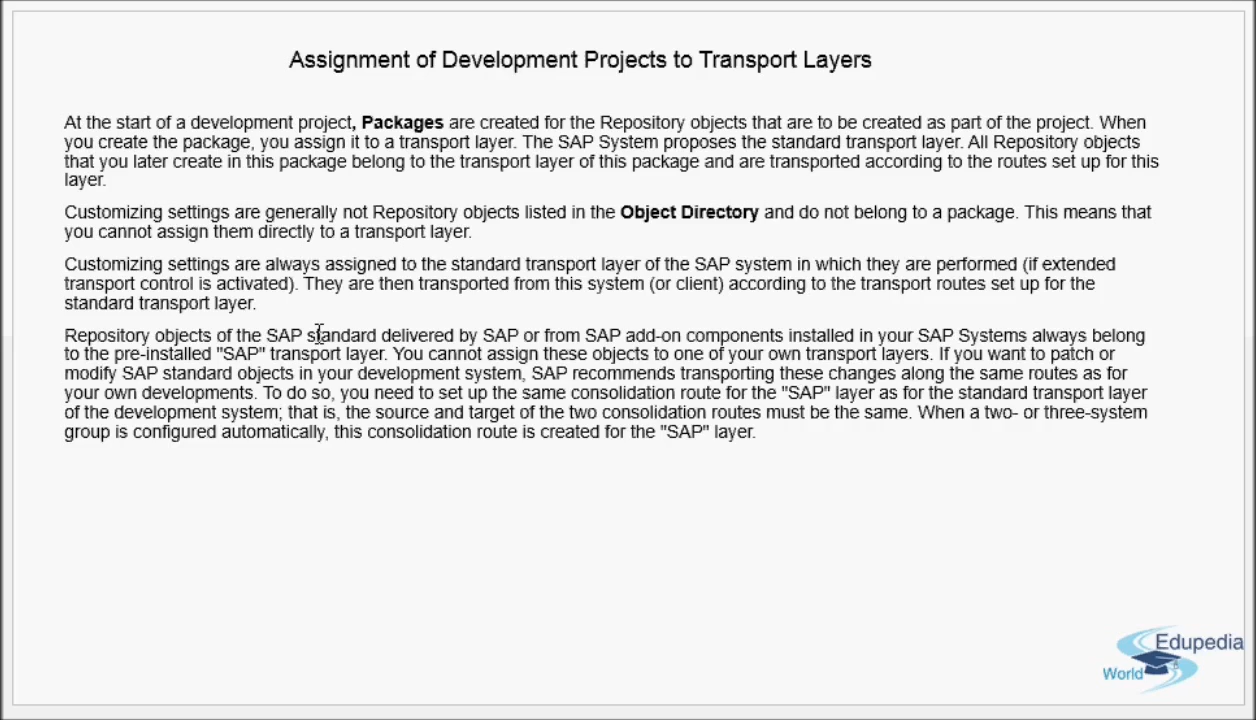 Assignment of Development Projects to Transport Layers
At the start of a development project, Packages are created for the Repository objects that are to be created as part of the project. When
you create the package, you assign it to a transport layer. The SAP System proposes the standard transport layer. All Repository objects
that you later create in this package belong to the transport layer of this package and are transported according to the routes set up for this
layer.
Customizing settings are generally not Repository objects listed in the Object Directory and do not belong to a package. This means that
you cannot assign them directly to a transport layer.
Customizing settings are always assigned to the standard transport layer of the SAP system in which they are performed (if extended
transport control is activated). They are then transported from this system (or client) according to the transport routes set up for the
standard transport layer.
Repository objects of the SAP standard delivered by SAP or from SAP add-on components installed in your SAP Systems always belong
to the pre-installed "SAP" transport layer. You cannot assign these objects to one of your own transport layers. If you want to patch or
modify SAP standard objects in your development system, SAP recommends transporting these changes along the same routes as for
your own developments. To do so, you need to set up the same consolidation route for the "SAP" layer as for the standard transport layer
of the development system; that is, the source and target of the two consolidation routes must be the same. When a two- or three-system
group is configured automatically, this consolidation route is created for the "SAP" layer.
Edupedia
World